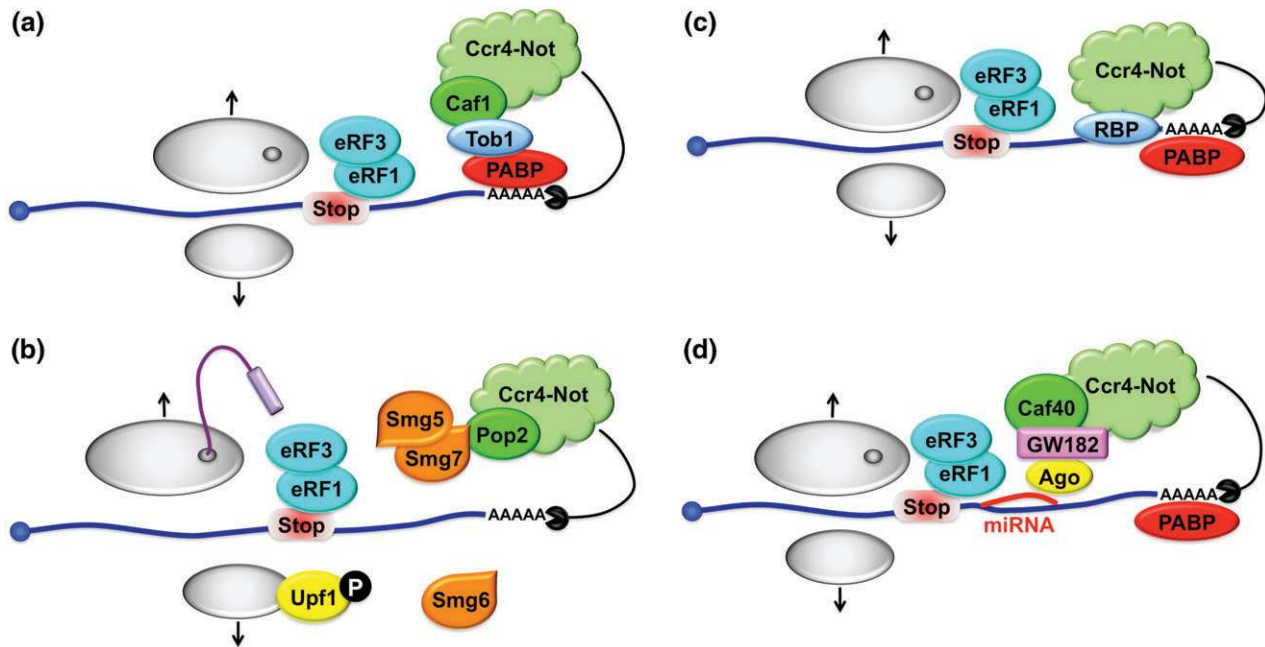 (a)
Ccr4-Not
Caf1
eRF3
Tob1
eRF1
PABP
Stop
AAAAA
(c)
Ccr4-Not
eRF3
eRF1
RBP
AAAAA
Stop
PABP
(b)
Ccr4-Not
Smg5
Pop2
eRF3
Smg7
eRF1
AAAAA
Stop
Upf1
P
Smg6
(d)
Ccr4-Not
Caf40
eRF3
GW182
eRF1
Ago
AAAAA
Stop
miRNA
PABP